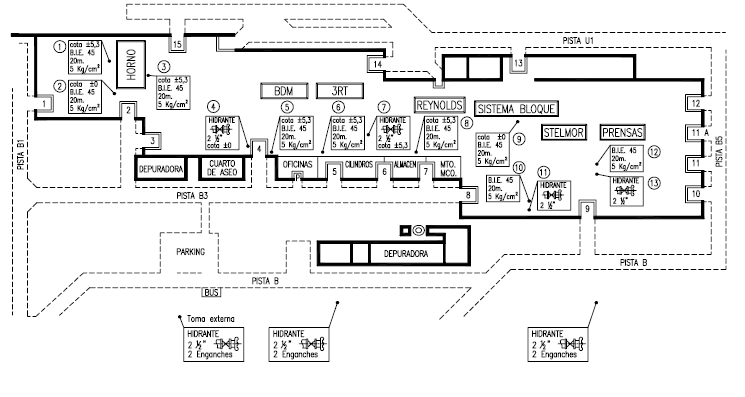 PISTA U1
15
1
cota ±5,3
B.I.E. 45
20m.
5 Kg/cm²
HORNO
3
cota ±5,3
B.I.E. 45
20m.
5 Kg/cm²
14
13
2
cota ±0
B.I.E. 45
20m.
5 Kg/cm²
BDM
3RT
REYNOLDS
SISTEMA BLOQUE
STELMOR
PRENSAS
1
2
3
4
HIDRANTE
2 ½"
cota ±0
5
cota ±5,3
B.I.E. 45
20m.
5 Kg/cm²
6
cota ±5,3
B.I.E. 45
20m.
5 Kg/cm²
7
HIDRANTE
2 ½"
cota ±5,3
8
cota ±5,3
B.I.E. 45
20m.
5 Kg/cm²
9
cota ±0
B.I.E. 45
20m.
5 Kg/cm²
12
B.I.E. 45
20m.
5 Kg/cm²
12
11 A
11
10
PISTA B5
PISTA B1
4
DEPURADORA
CUARTO
DE ASEO
OFICINAS
P
CILINDROS
ALMACEN
MTO.
MCO.
5
6
7
8
10
B.I.E. 45
20m.
5 Kg/cm²
11
HIDRANTE
2 ½"
13
HIDRANTE
2 ½"
9
PISTA B3
PARKING
DEPURADORA
PISTA B
PISTA B
BUS
Toma externa
HIDRANTE
2 ½"
2 Enganches
HIDRANTE
2 ½"
2 Enganches
HIDRANTE
2 ½"
2 Enganches